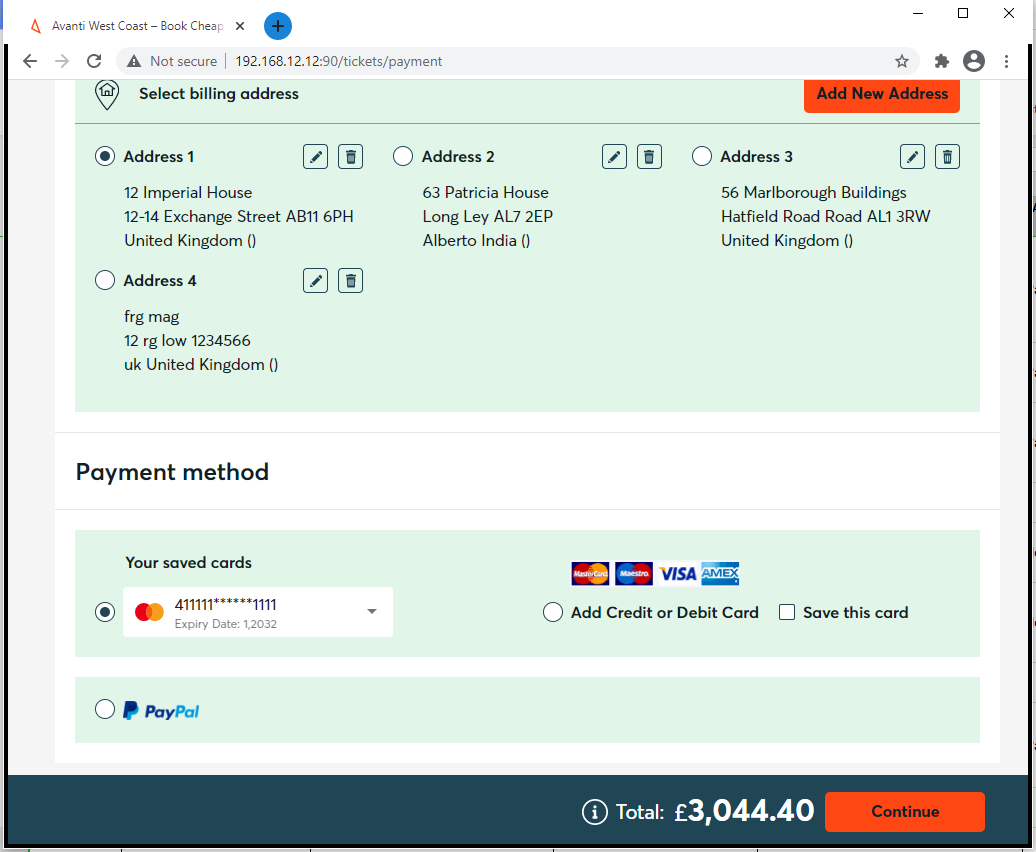 Avanti West Coast – Book Cheap
Not secure
192.168.12.12:90/tickets/payment
Select billing address
Add New Address
Address 1
12 Imperial House
12-14 Exchange Street AB11 6PH
United Kingdom ()
Address 2
63 Patricia House
Long Ley AL7 2EP
Alberto India ()
Address 3
56 Marlborough Buildings
Hatfield Road Road AL1 3RW
United Kingdom ()
Address 4
frg mag
12 rg low 1234566
uk United Kingdom ()
Payment method
Your saved cards
411111******1111
Expiry Date: 1,2032
MasterCard Maestro VISA AMEX
Add Credit or Debit Card
Save this card
PayPal
Total: £3,044.40
Continue